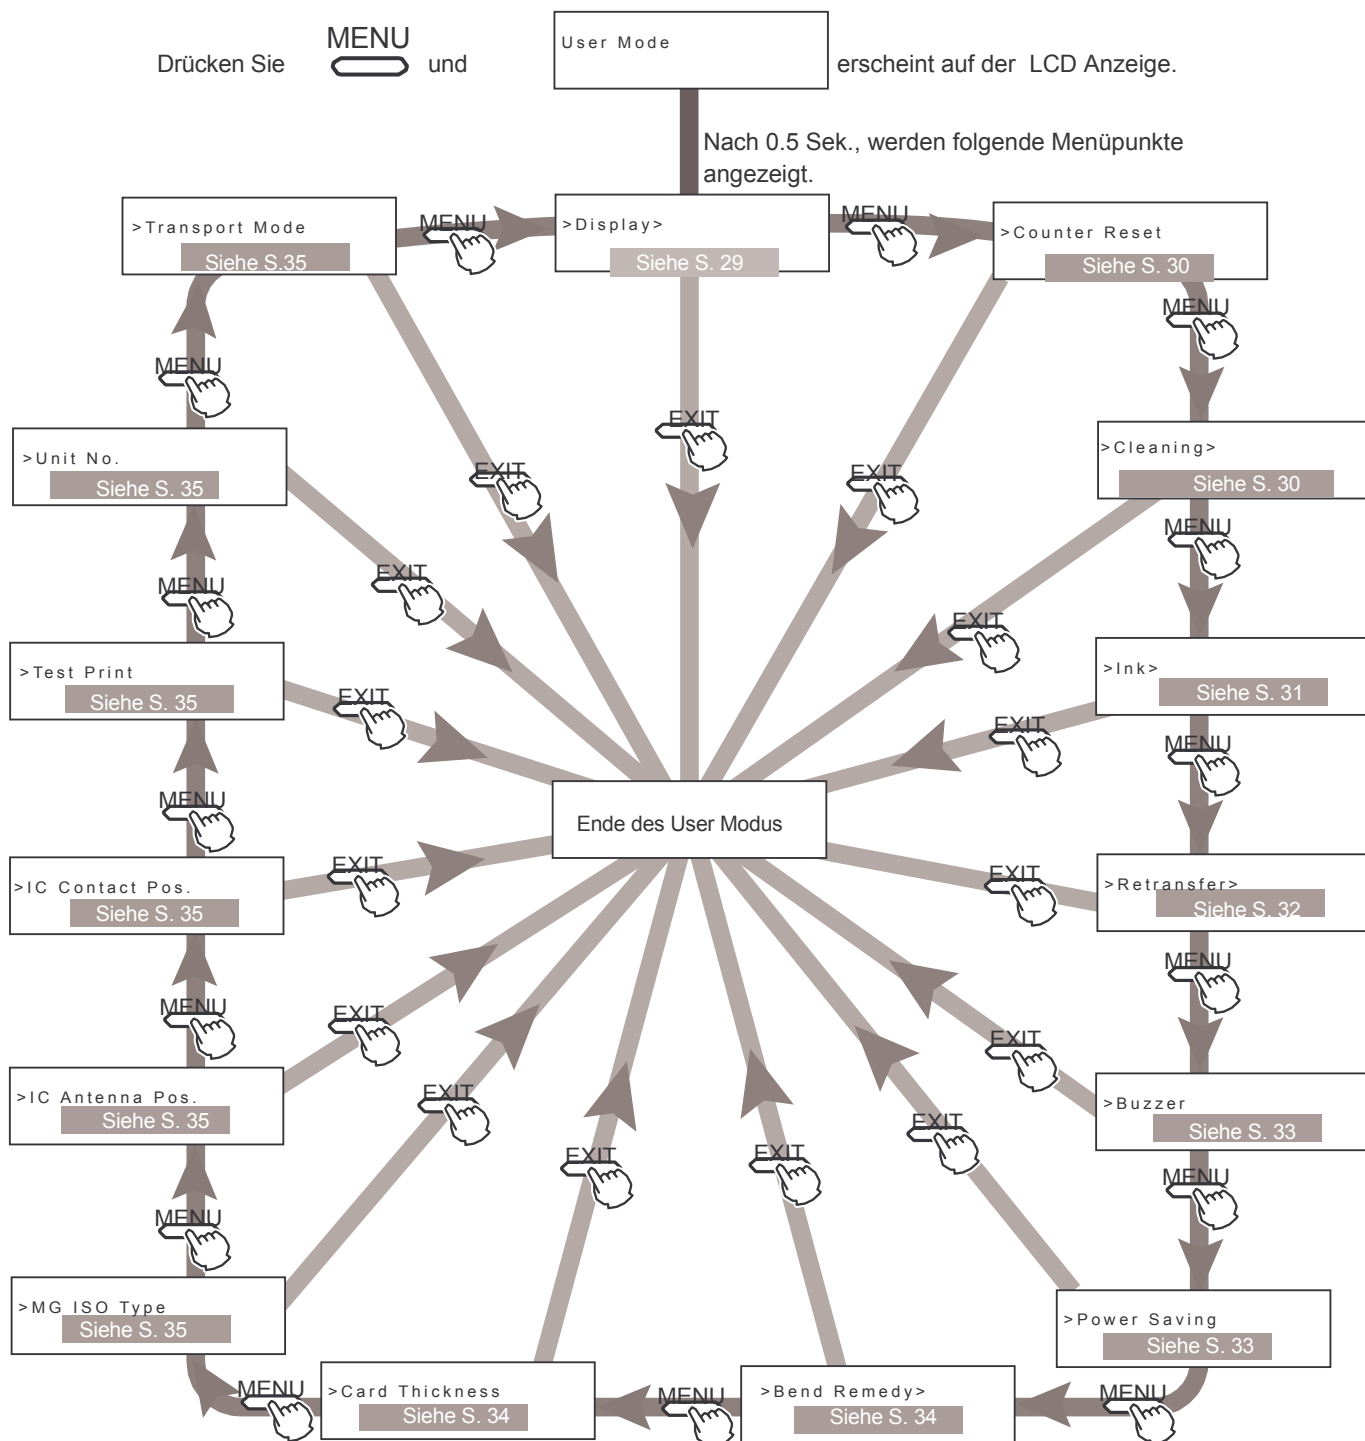 MENU
User Mode
Drücken Sie und erscheint auf der LCD Anzeige.
Nach 0.5 Sek., werden folgende Menüpunkte
angezeigt.
>Transport Mode
Siehe S.35
MENU
>Display>
Siehe S. 29
MENU
>Counter Reset
Siehe S. 30
MENU
MENU
EXIT
EXIT
EXIT
>Unit No.
Siehe S. 35
>Cleaning>
Siehe S. 30
MENU
EXIT
MENU
EXIT
>Test Print
Siehe S. 35
EXIT
>Ink>
Siehe S. 31
EXIT
MENU
MENU
Ende des User Modus
>IC Contact Pos.
Siehe S. 35
EXIT
EXIT
>Retransfer>
Siehe S. 32
MENU
MENU
EXIT
EXIT
>IC Antenna Pos.
Siehe S. 35
EXIT
EXIT
>Buzzer
Siehe S. 33
EXIT
EXIT
MENU
MENU
>MG ISO Type
Siehe S. 35
>Power Saving
Siehe S. 33
MENU
>Card Thickness
Siehe S. 34
MENU
>Bend Remedy>
Siehe S. 34
MENU